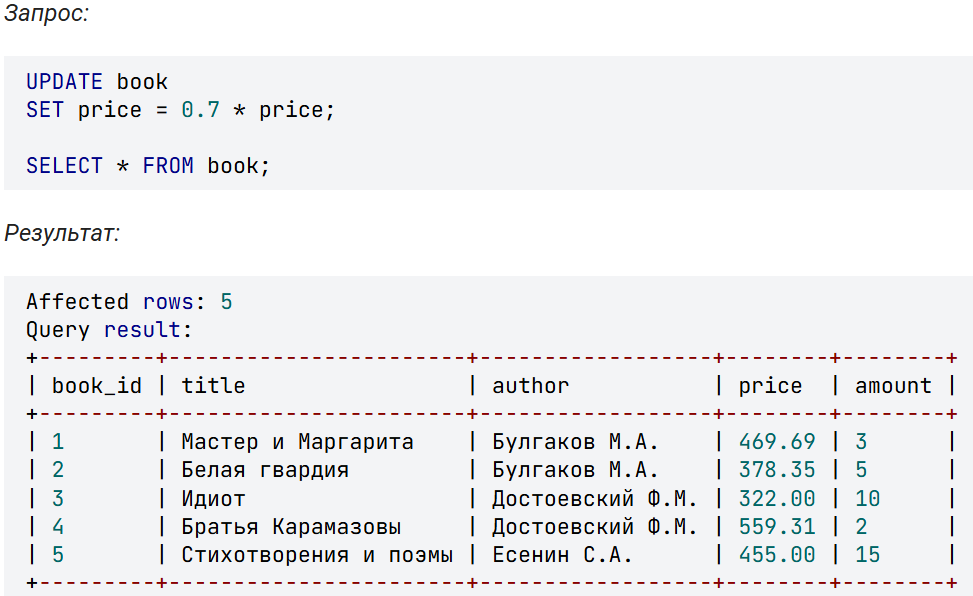 Запрос:
UPDATE book
SET price = 0.7 * price;
SELECT * FROM book;
Результат:
Affected rows: 5
Query result:
+---------+-----------------------+------------------+--------+--------+
| book_id | title                 | author           | price  | amount |
+---------+-----------------------+------------------+--------+--------+
| 1       | Мастер и Маргарита    | Булгаков М.А.    | 469.69 | 3      |
| 2       | Белая гвардия         | Булгаков М.А.    | 378.35 | 5      |
| 3       | Идиот                 | Достоевский Ф.М. | 322.00 | 10     |
| 4       | Братья Карамазовы     | Достоевский Ф.М. | 559.31 | 2      |
| 5       | Стихотворения и поэмы | Есенин С.А.      | 455.00 | 15     |
+---------+-----------------------+------------------+--------+--------+